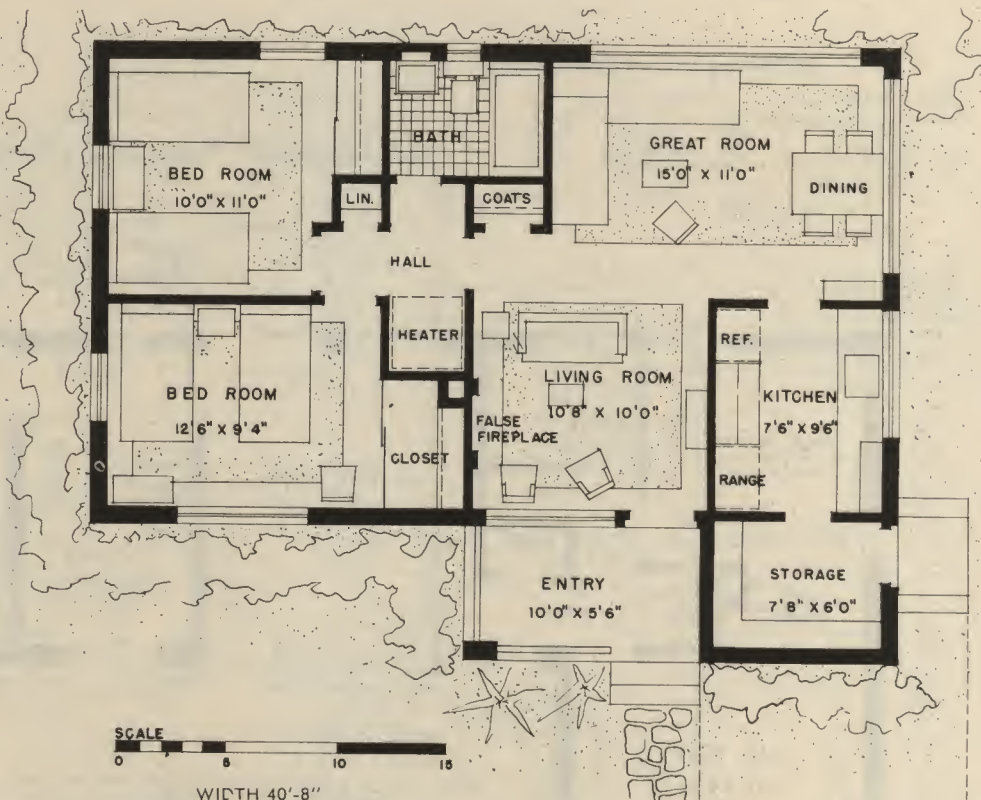 BATH
GREAT ROOM
15'0" X 11'0"
BED ROOM
10'0" X 11'0"
LIN.
COATS
DINING
HALL
HEATER
REF.
LIVING ROOM
10'8" X 10'0"
BED ROOM
12'6" X 9'4"
KITCHEN
7'6" X 9'6"
FALSE
FIREPLACE
CLOSET
RANGE
ENTRY
10'0" X 5'6"
STORAGE
7'8" X 6'0"
SCALE
0 5 10 15
WIDTH 40'-8"